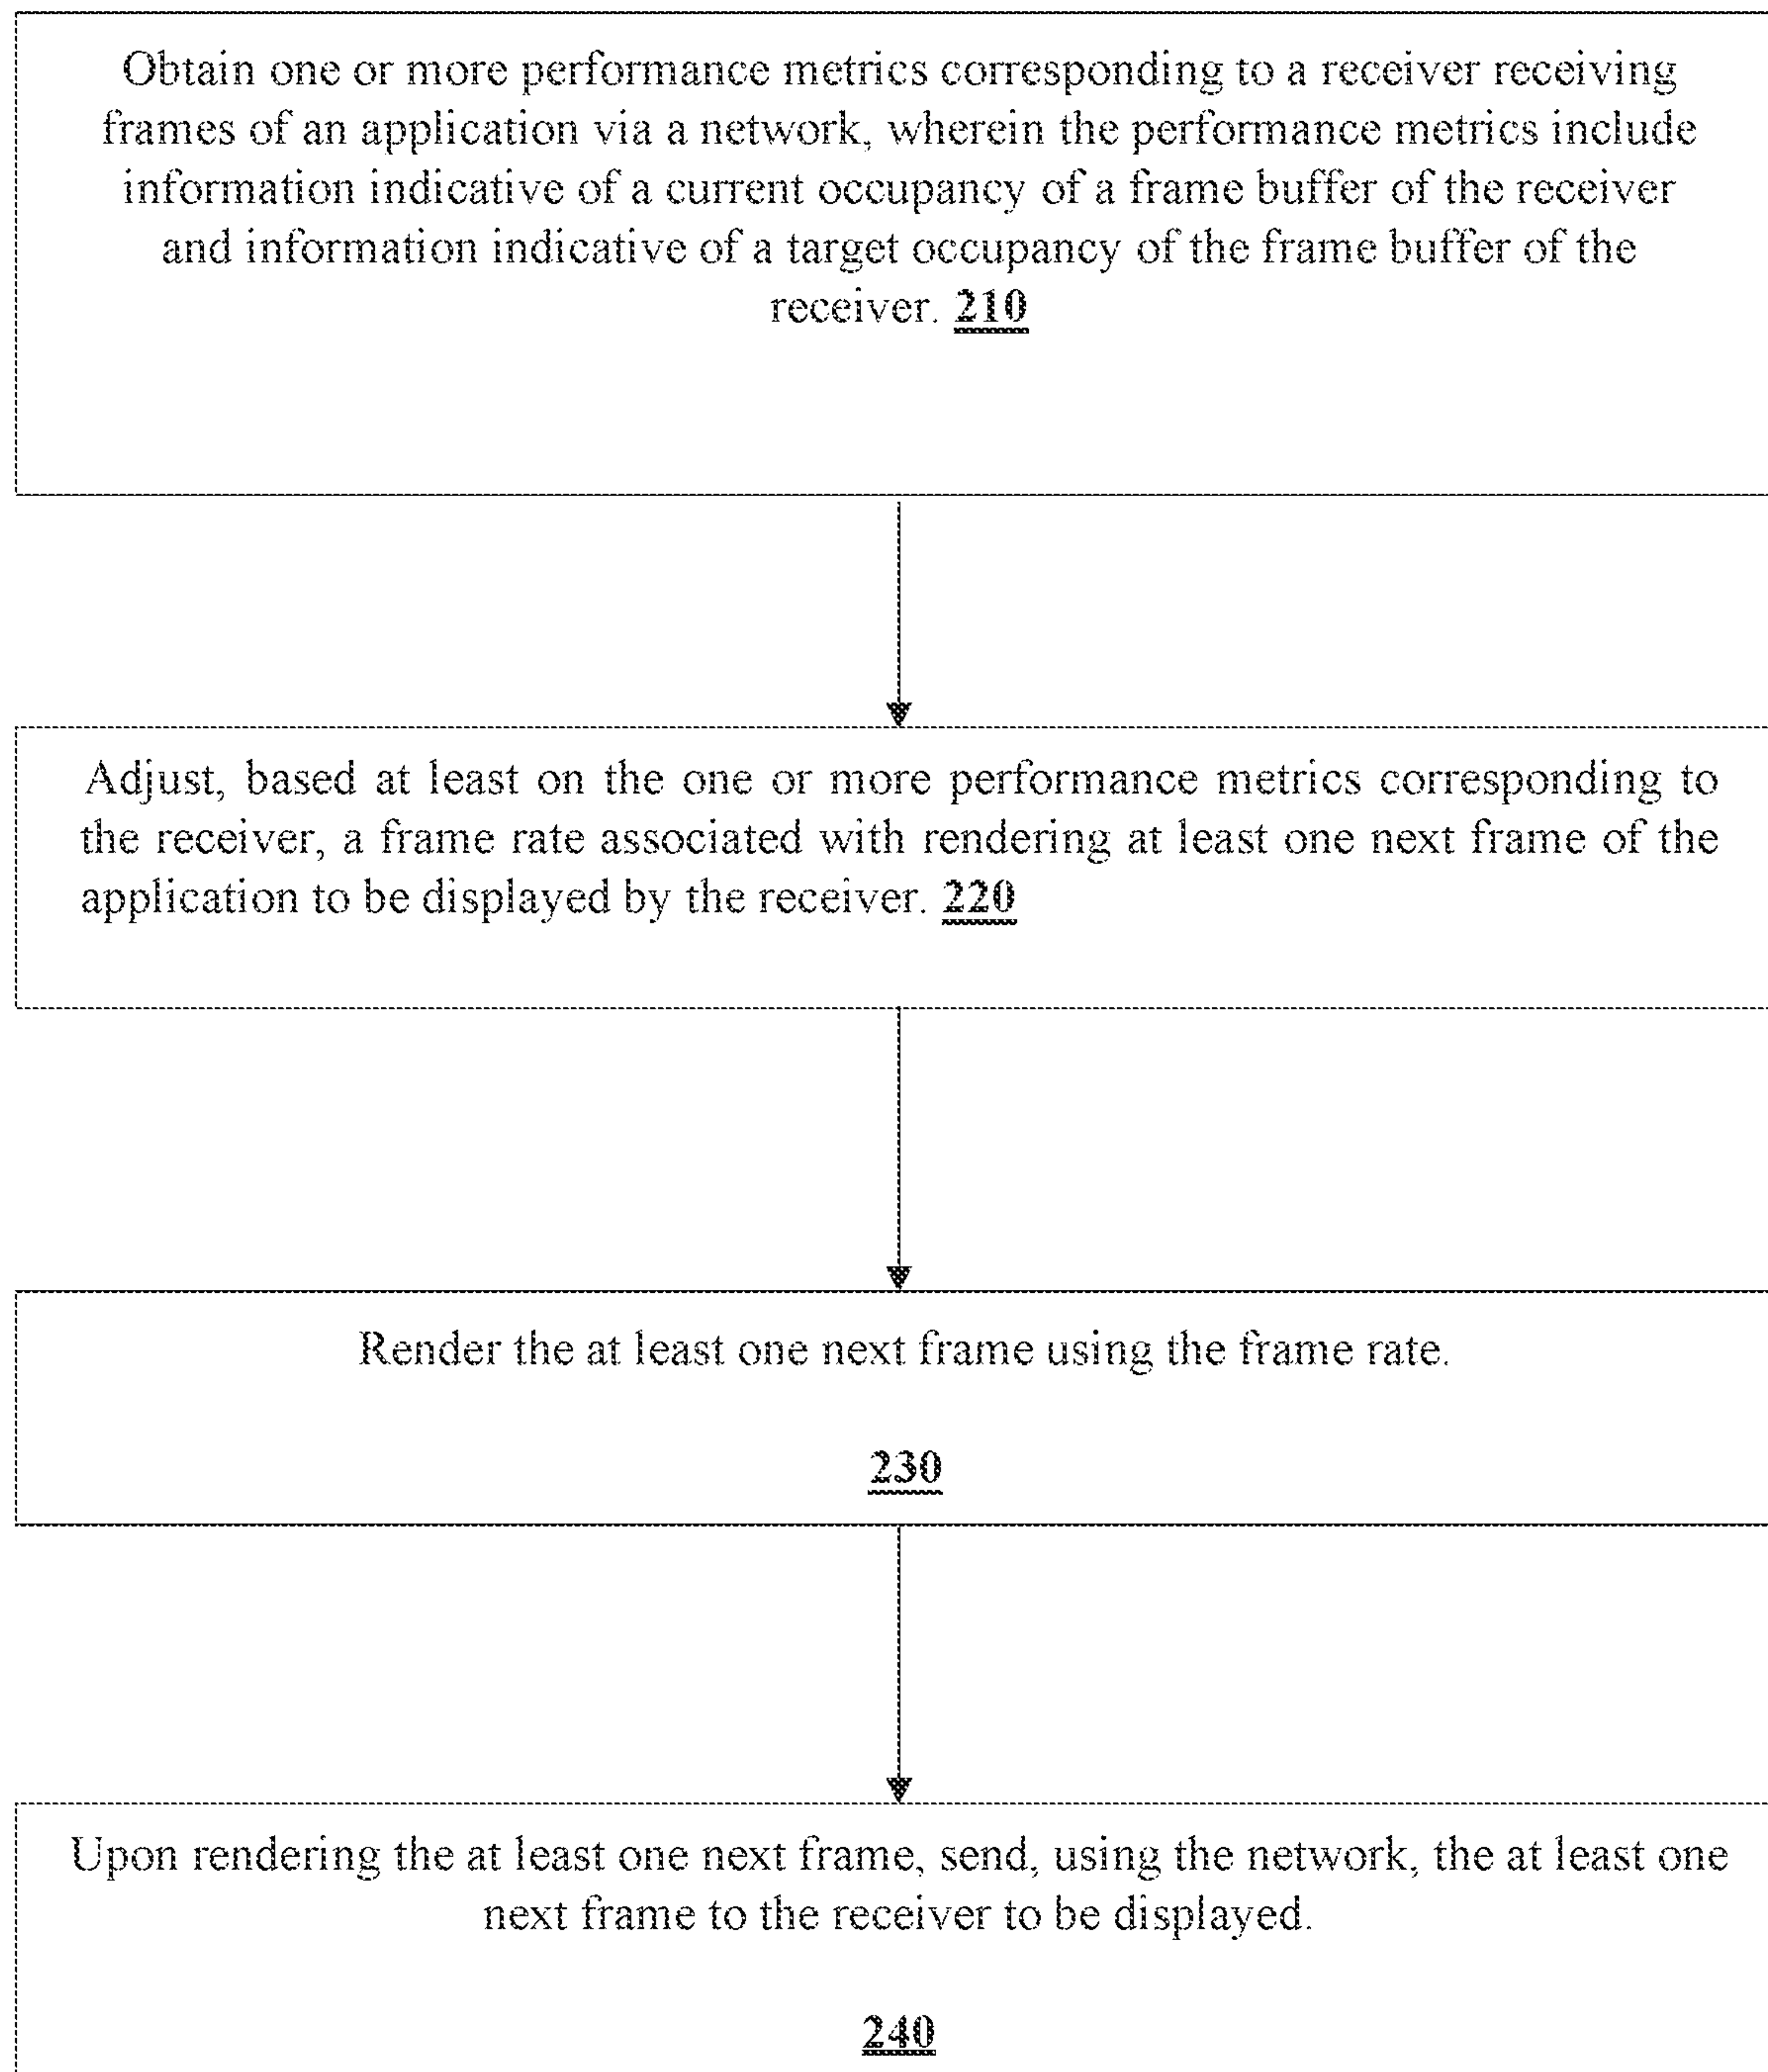 Obtain one or more performance metrics corresponding to a receiver receiving
frames of an application via a network, wherein the performance metrics include
information indicative of a current occupancy of a frame buffer of the receiver
and information indicative of a target occupancy of the frame buffer of the
receiver. 210
Adjust, based at least on the one or more performance metrics corresponding to
the receiver, a frame rate associated with rendering at least one next frame of the
application to be displayed by the receiver. 220
Render the at least one next frame using the frame rate.
230
Upon rendering the at least one next frame, send, using the network, the at least one
next frame to the receiver to be displayed.
240